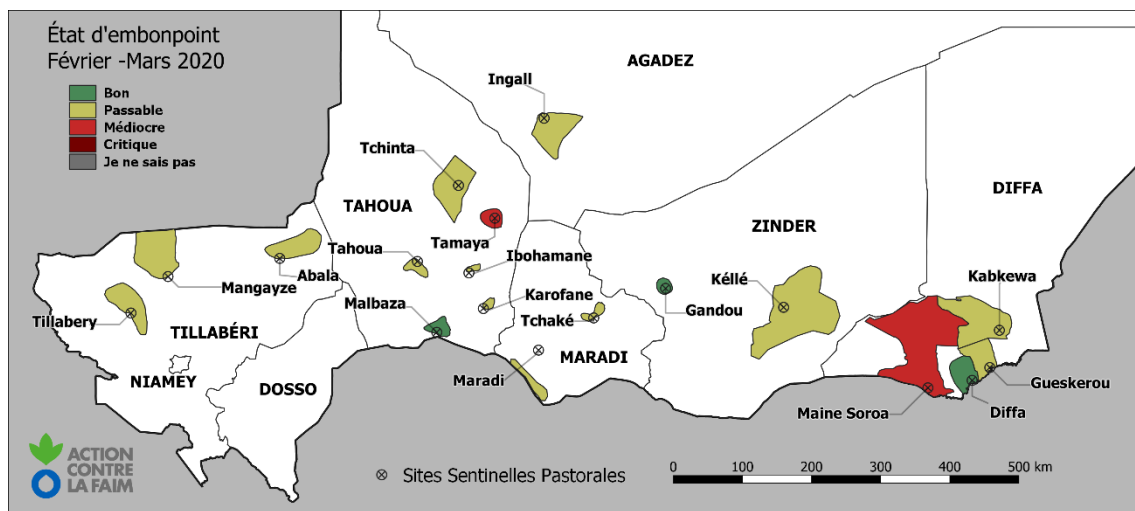 État d'embonpoint
Février -Mars 2020
Bon
Passable
Médiocre
Critique
Je ne sais pas
AGADEZ
Ingall
Tchinta
TAHOUA
Tamaya
Tahoua
Ibohamane
Abala
Mangayze
Karofane
Malbaza
Tillabery
TILLABÉRI
Tchaké
MARADI
Maradi
NIAMEY
DOSSO
ZINDER
DIFFA
Kéllé
Gandou
Kabkewa
Gueskerou
Maine Soroa
Diffa
ACTION
CONTRE
LA FAIM
Sites Sentinelles Pastorales
0 100 200 300 400 500 km